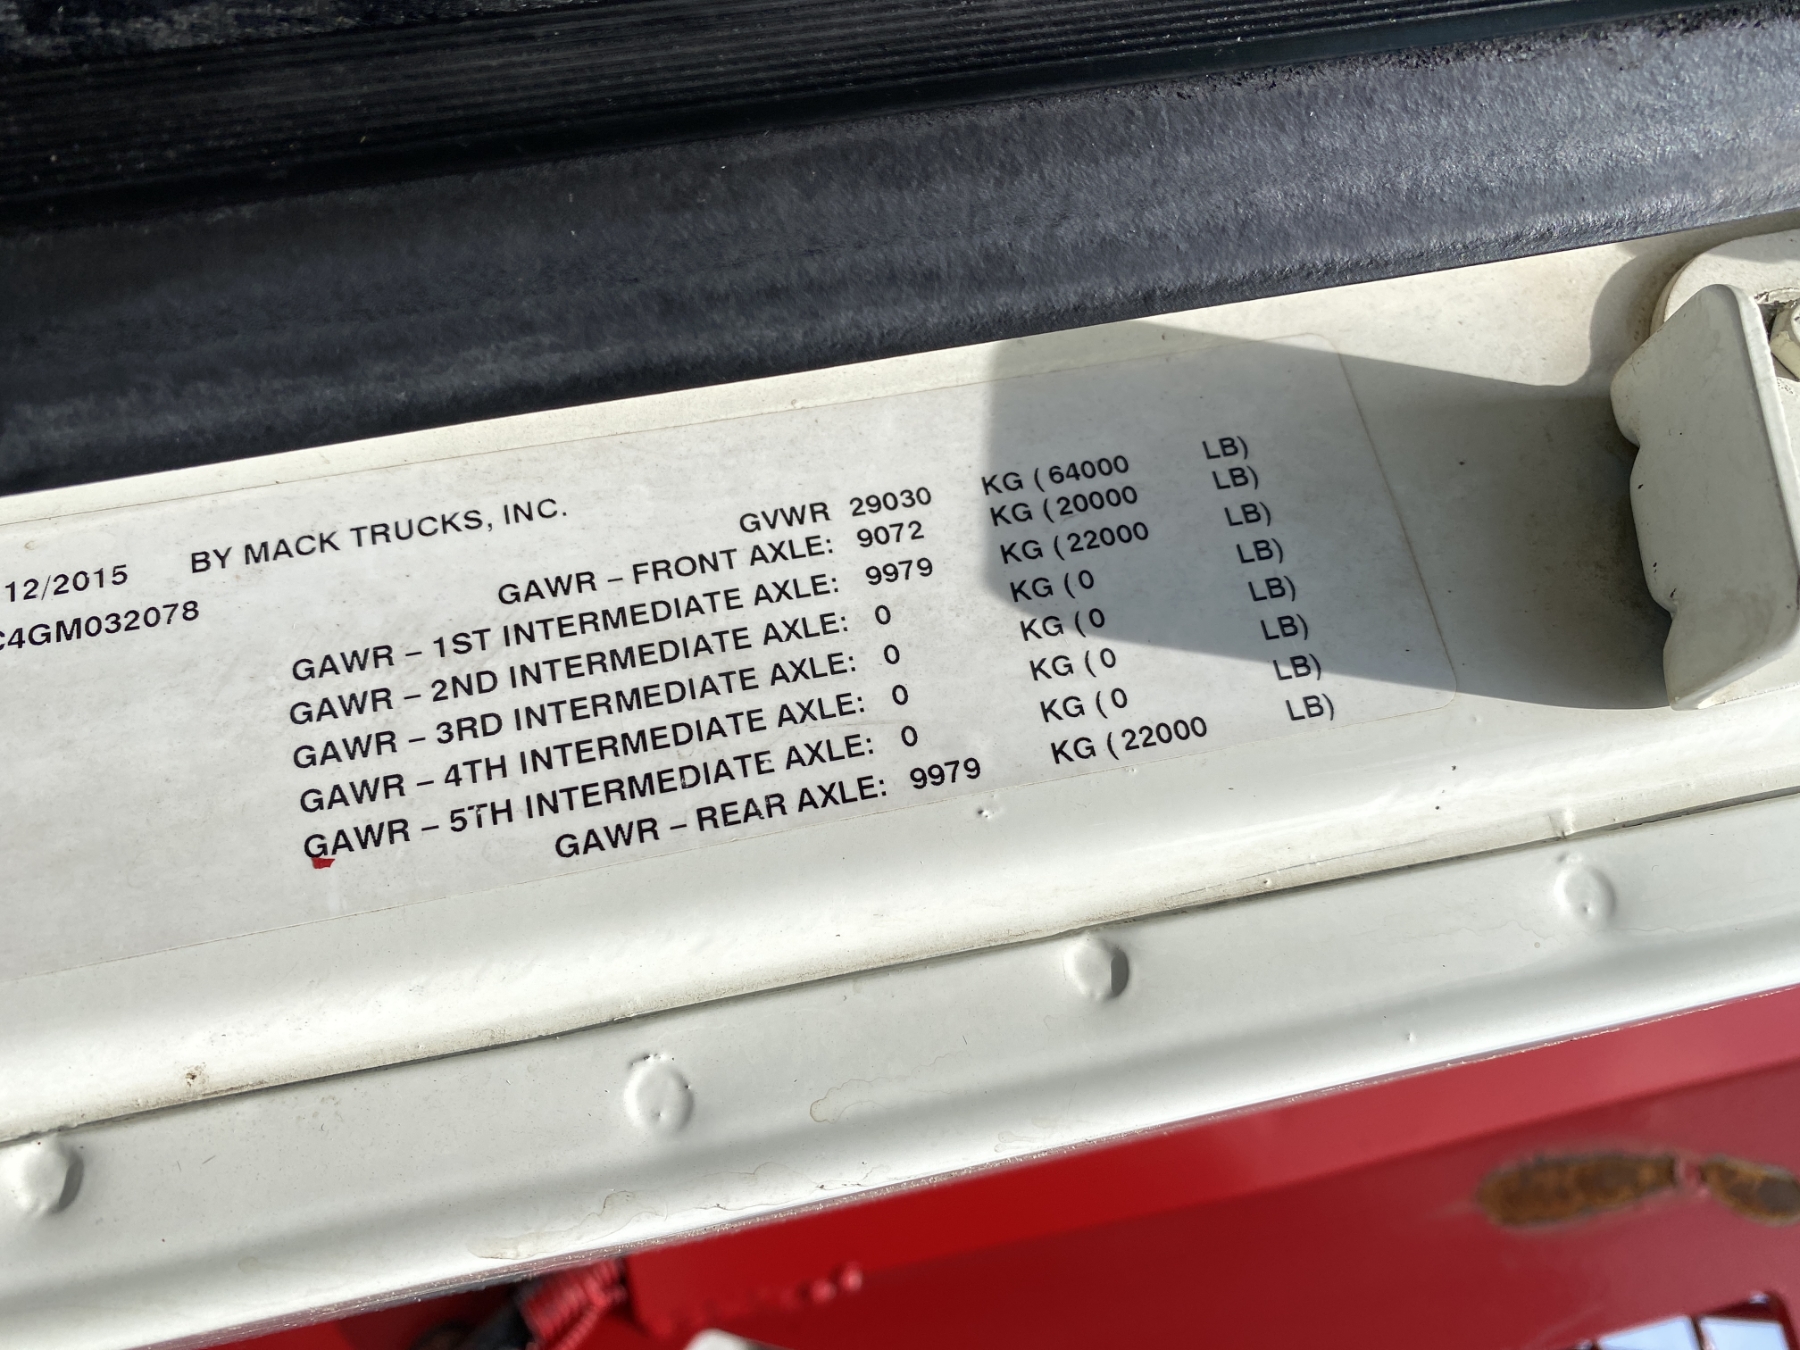 12/2015 BY MACK TRUCKS, INC.
C4GM032078
GVWR 29030 KG (64000 LB)
GAWR – FRONT AXLE: 9072 KG (20000 LB)
GAWR – 1ST INTERMEDIATE AXLE: 9979 KG (22000 LB)
GAWR – 2ND INTERMEDIATE AXLE: 0 KG (0 LB)
GAWR – 3RD INTERMEDIATE AXLE: 0 KG (0 LB)
GAWR – 4TH INTERMEDIATE AXLE: 0 KG (0 LB)
GAWR – 5TH INTERMEDIATE AXLE: 0 KG (0 LB)
GAWR – REAR AXLE: 9979 KG (22000 LB)